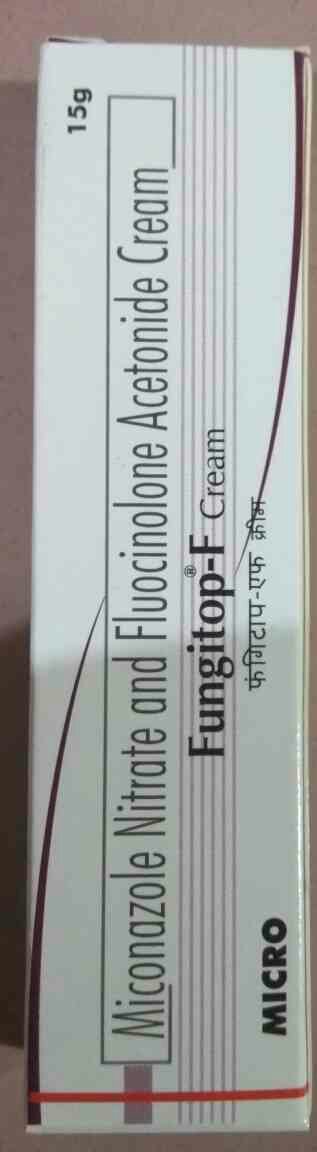 15g
Miconazole Nitrate and Fluocinolone Acetonide Cream
Fungitop-F® Cream
फंगिटाप-एफ क्रीम
MICRO